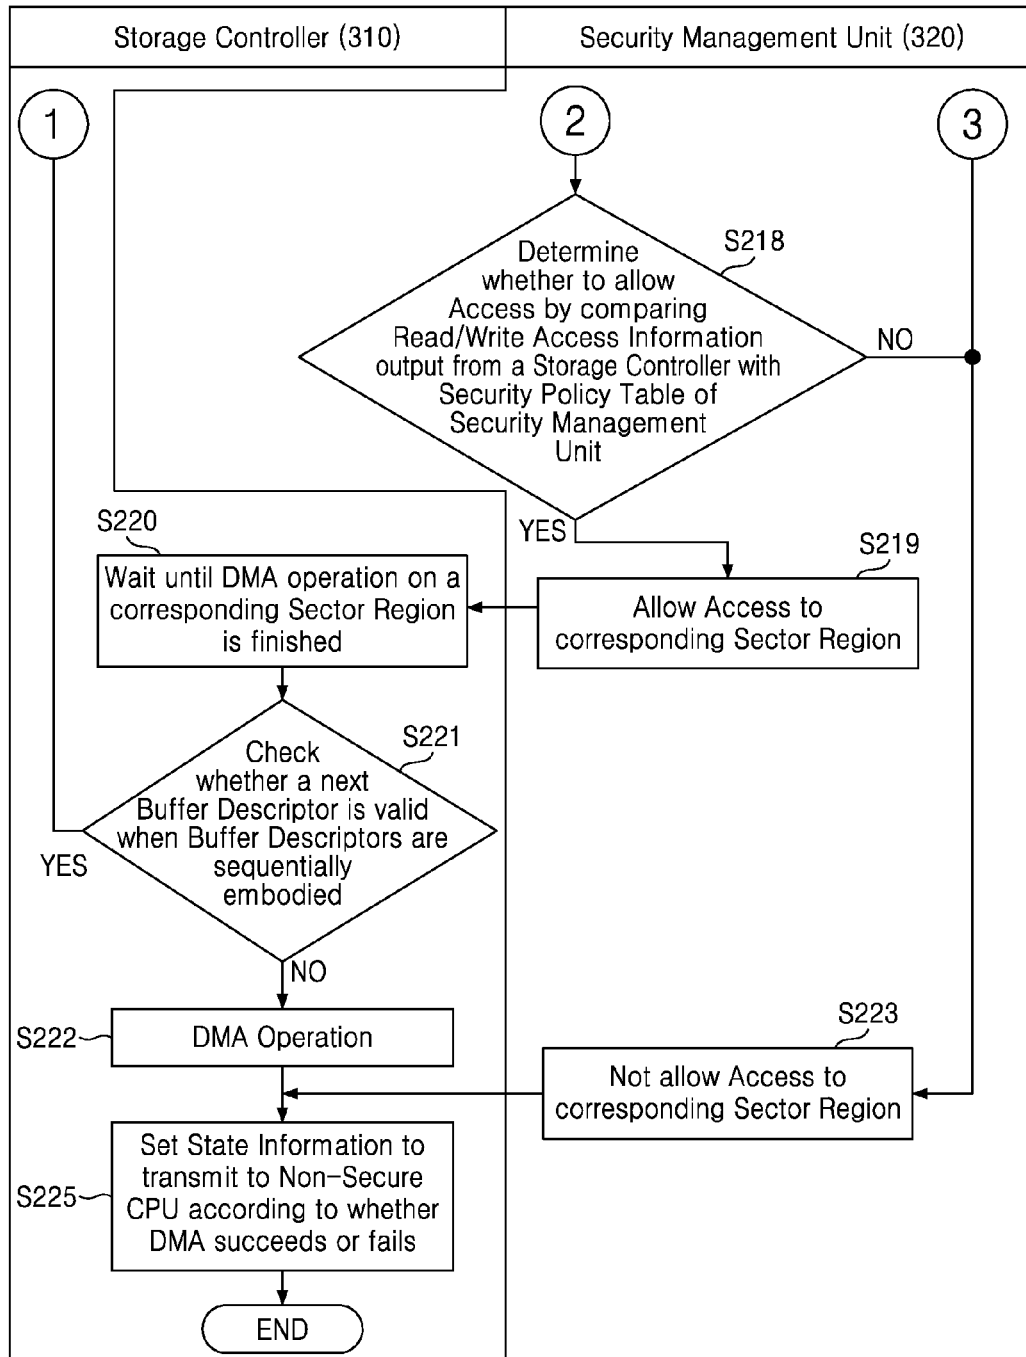 Storage Controller (310)
Security Management Unit (320)
1
2
3
S218
Determine
whether to allow
Access by comparing
Read/Write Access Information
output from a Storage Controller with
Security Policy Table of
Security Management
Unit
NO
YES
S220
Wait until DMA operation on a
corresponding Sector Region
is finished
S219
Allow Access to
corresponding Sector Region
S221
Check
whether a next
Buffer Descriptor is valid
when Buffer Descriptors are
sequentially
embodied
YES
NO
S222
DMA Operation
S223
Not allow Access to
corresponding Sector Region
S225
Set State Information to
transmit to Non-Secure
CPU according to whether
DMA succeeds or fails
END